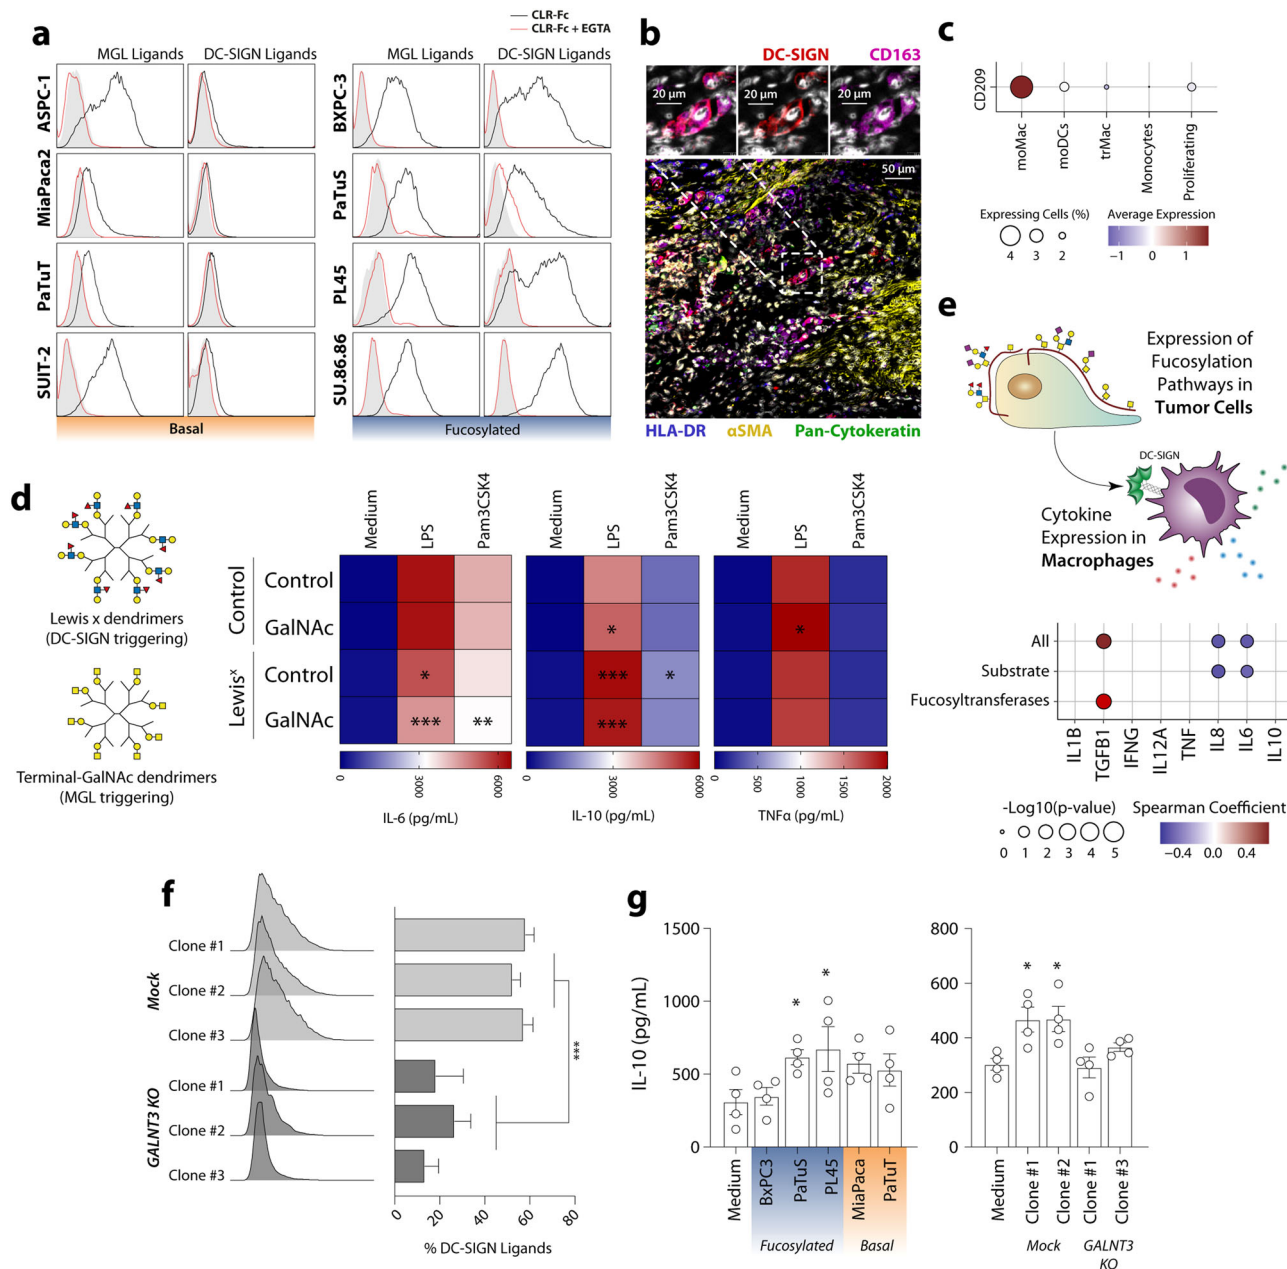 a
CLR-Fc
CLR-Fc + EGTA
MGL Ligands
DC-SIGN Ligands
MGL Ligands
DC-SIGN Ligands
ASPC-1
MiaPaca2
PaTuT
SUIT-2
BXPC-3
PaTuS
PL45
SU.86.86
Basal
Fucosylated
b
DC-SIGN
CD163
20 μm
20 μm
20 μm
50 μm
HLA-DR
αSMA
Pan-Cytokeratin
c
CD209
moMac
moDCs
trMac
Monocytes
Proliferating
Expressing Cells (%)
4 3 2
Average Expression
−1 0 1
d
Lewis x dendrimers
(DC-SIGN triggering)
Terminal-GalNAc dendrimers
(MGL triggering)
Medium
LPS
Pam3CSK4
Medium
LPS
Pam3CSK4
Medium
LPS
Pam3CSK4
Control
Lewisˣ
Control
GalNAc
* *
Control
* *** *
GalNAc
*** ** ***
0 3000 6000
0 3000 6000
0 500 1000 1500 2000
IL-6 (pg/mL)
IL-10 (pg/mL)
TNFα (pg/mL)
e
Expression of
Fucosylation
Pathways in
Tumor Cells
DC-SIGN
Cytokine
Expression in
Macrophages
All
Substrate
Fucosyltransferases
IL1B
TGFB1
IFNG
IL12A
TNF
IL8
IL6
IL10
-Log10(p-value)
0 1 2 3 4 5
Spearman Coefficient
−0.4 0.0 0.4
f
Mock
Clone #1
Clone #2
Clone #3
GALNT3 KO
Clone #1
Clone #2
Clone #3
***
0 20 40 60 80
% DC-SIGN Ligands
g
IL-10 (pg/mL)
1500
1000
500
0
* *
Medium
BxPC3
PaTuS
PL45
MiaPaca
PaTuT
Fucosylated
Basal
800
600
400
200
0
* *
Medium
Clone #1
Clone #2
Clone #1
Clone #3
Mock
GALNT3
KO